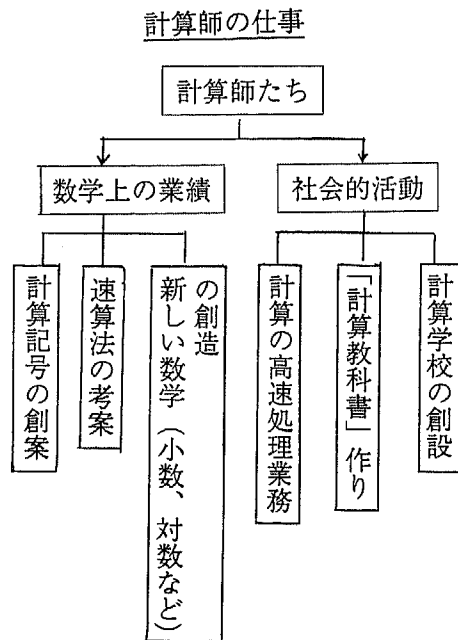 計算師の仕事
計算師たち
数学上の業績
社会的活動
計算記号の創案
速算法の考案
新しい数学（小数、対数など）
の創造
計算の高速処理業務
「計算教科書」作り
計算学校の創設